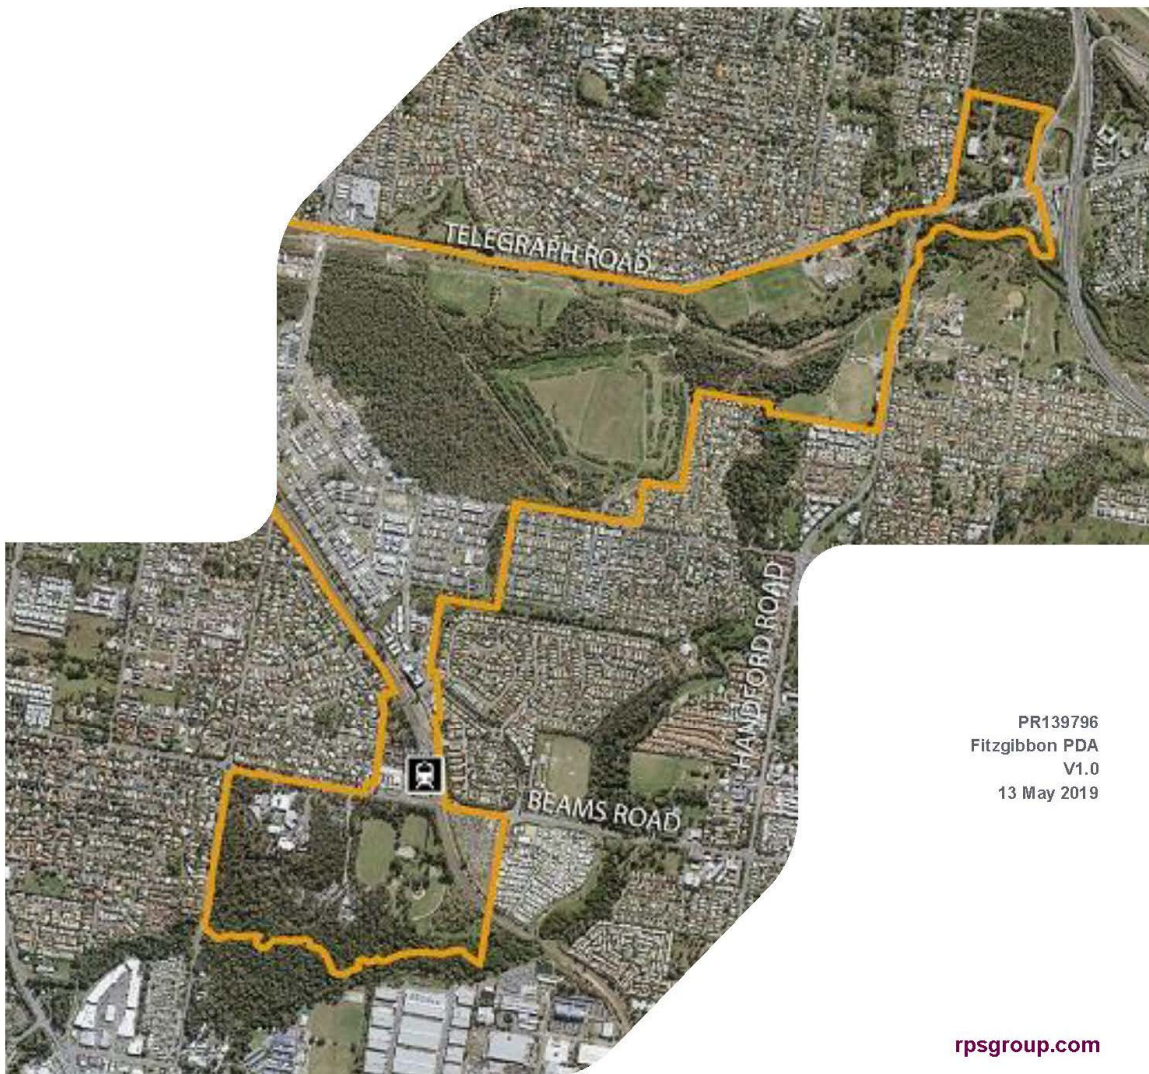 TELEGRAPH ROAD
HANDFORD ROAD
BEAMS ROAD
PR139796
Fitzgibbon PDA
V1.0
13 May 2019
rpsgroup.com